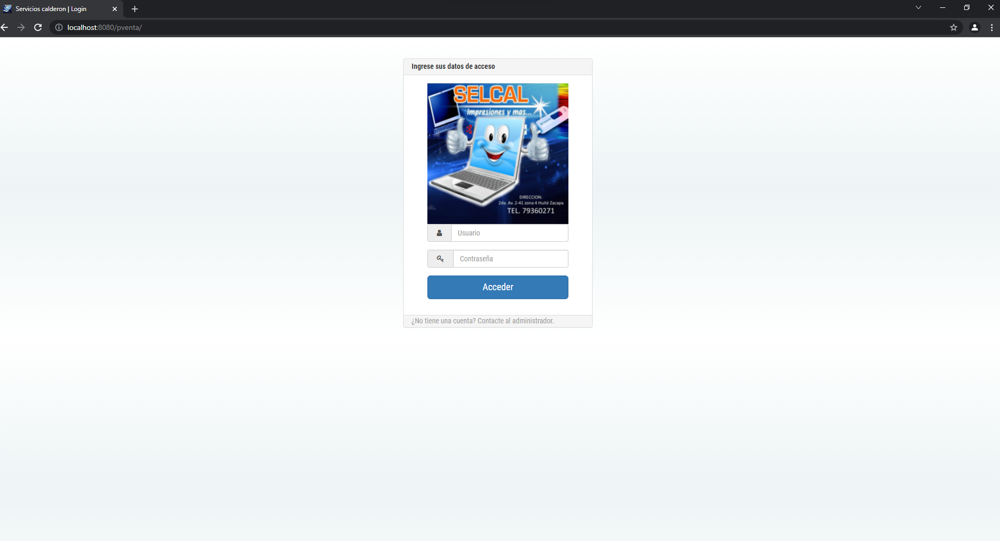 Servicios calderon | Login
localhost:8080/pventa/
Ingrese sus datos de acceso
SELCAL
Impresiones y mas...
DIRECCION:
2da. Av. 2-41 zona 4 Huité Zacapa
TEL. 79360271
Usuario
Contraseña
Acceder
¿No tiene una cuenta? Contacte al administrador.